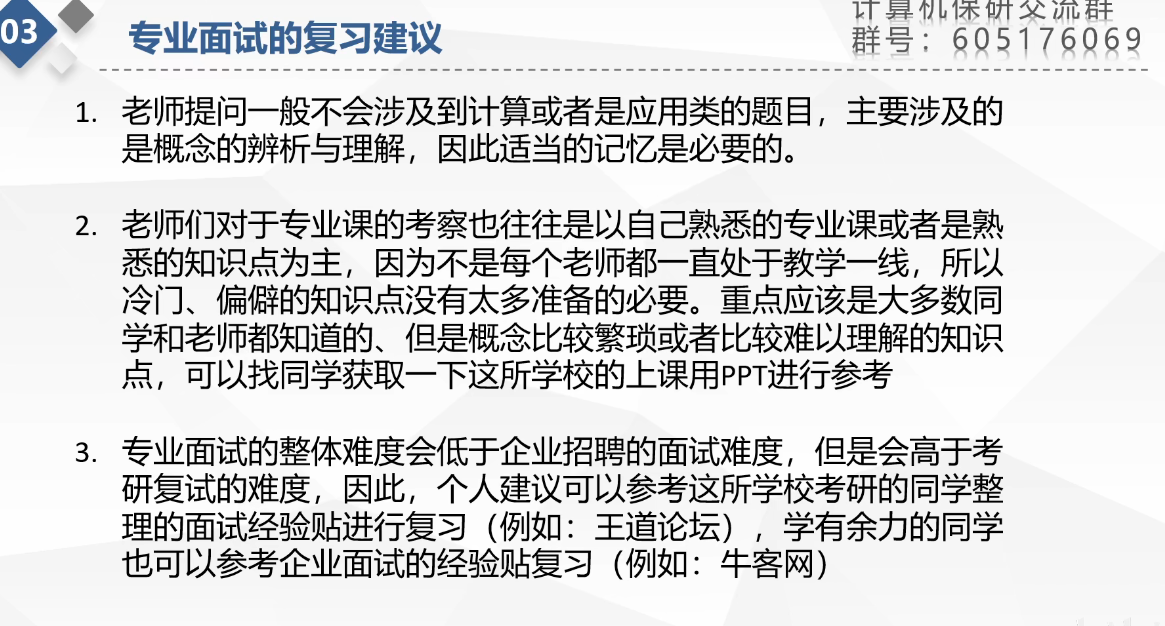 03
专业面试的复习建议
计算机保研交流群
群号：605176069
1. 老师提问一般不会涉及到计算或者是应用类的题目，主要涉及的
是概念的辨析与理解，因此适当的记忆是必要的。
2. 老师们对于专业课的考察也往往是以自己熟悉的专业课或者是熟
悉的知识点为主，因为不是每个老师都一直处于教学一线，所以
冷门、偏僻的知识点没有太多准备的必要。重点应该是大多数同
学和老师都知道的、但是概念比较繁琐或者比较难以理解的知识
点，可以找同学获取一下这所学校的上课用PPT进行参考
3. 专业面试的整体难度会低于企业招聘的面试难度，但是会高于考
研复试的难度，因此，个人建议可以参考这所学校考研的同学整
理的面试经验贴进行复习（例如：王道论坛），学有余力的同学
也可以参考企业面试的经验贴复习（例如：牛客网）